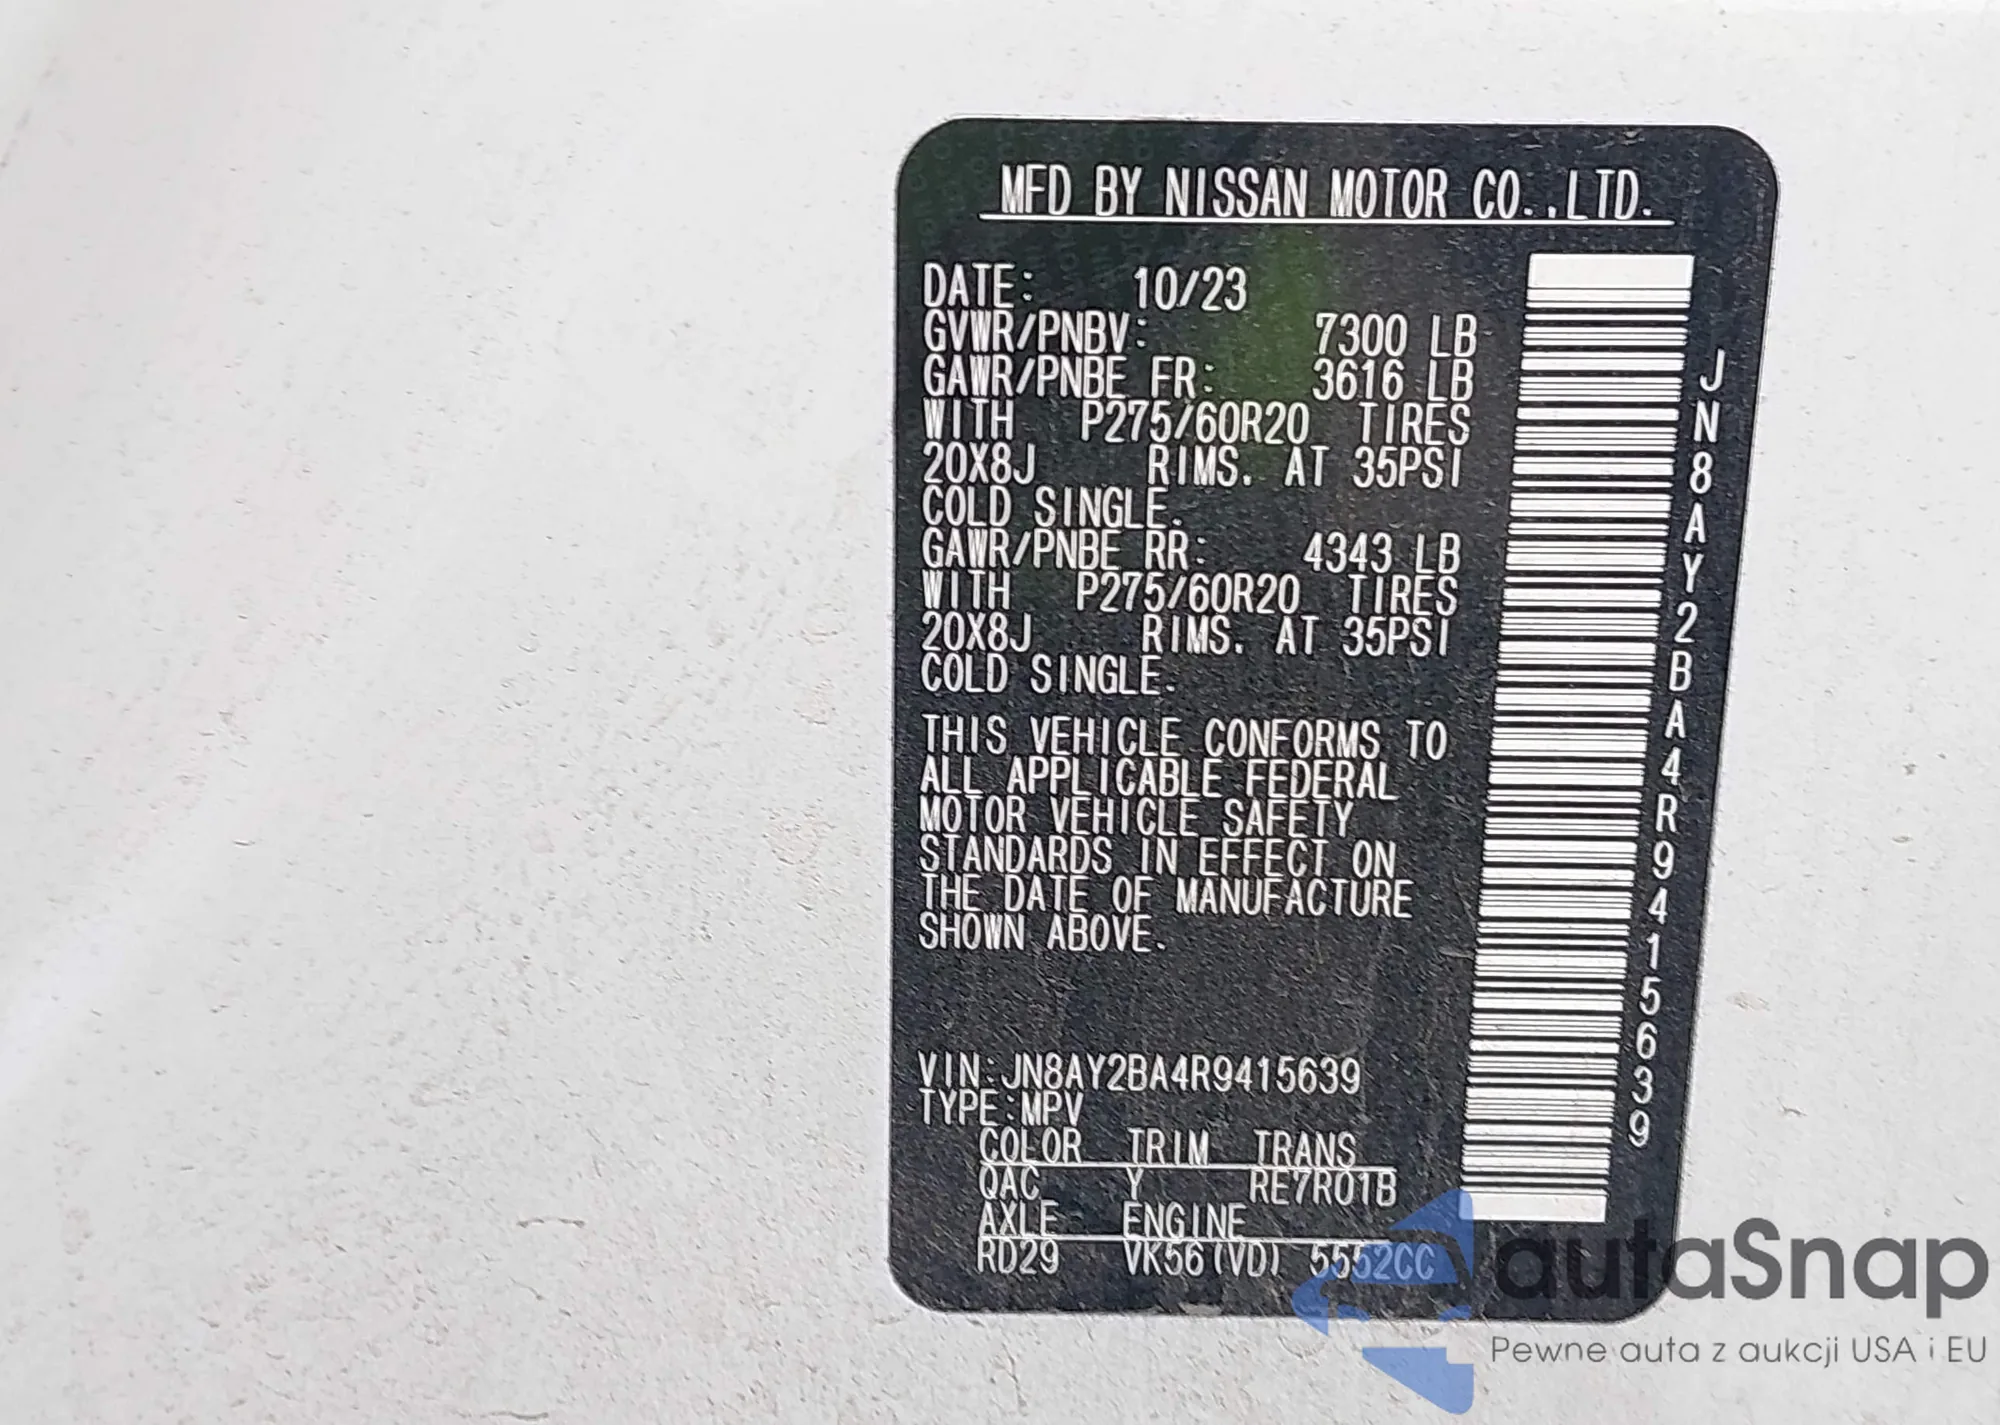 MFD BY NISSAN MOTOR CO.,LTD.
DATE: 10/23
GVWR/PNBV: 7300 LB
GAWR/PNBE FR: 3616 LB
WITH P275/60R20 TIRES
20X8J RIMS. AT 35PSI
COLD SINGLE.
GAWR/PNBE RR: 4343 LB
WITH P275/60R20 TIRES
20X8J RIMS. AT 35PSI
COLD SINGLE.
THIS VEHICLE CONFORMS TO
ALL APPLICABLE FEDERAL
MOTOR VEHICLE SAFETY
STANDARDS IN EFFECT ON
THE DATE OF MANUFACTURE
SHOWN ABOVE.
VIN:JN8AY2BA4R9415639
TYPE:MPV
COLOR TRIM TRANS
QAC Y RE7R01B
AXLE ENGINE
RD29 VK56(VD) 5552CC
JN8AY2BA4R9415639
autaSnap
Pewne auta z aukcji USA i EU